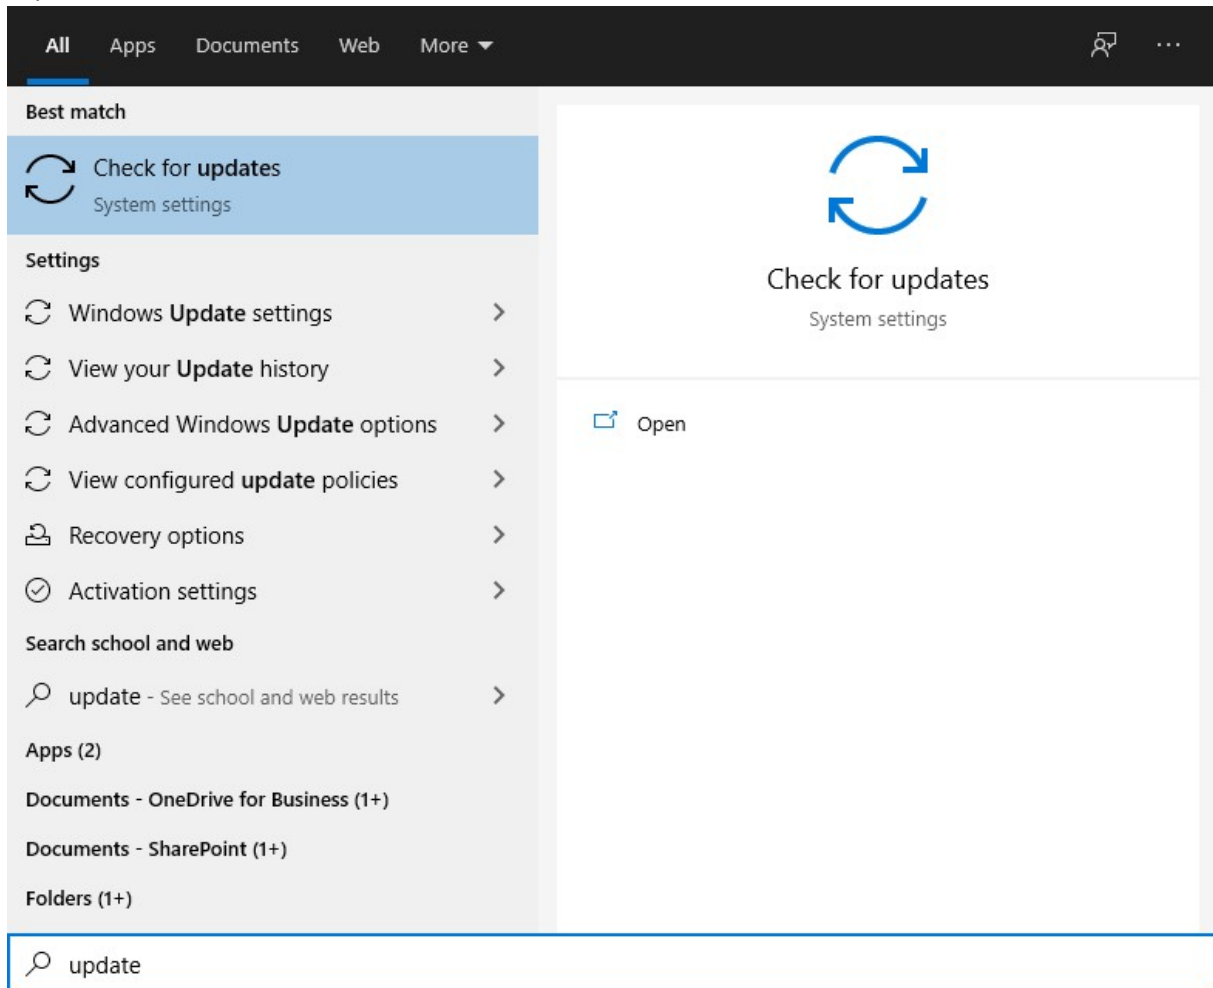 All Apps Documents Web More
Best match
Check for updates
System settings
Settings
Windows Update settings
View your Update history
Advanced Windows Update options
View configured update policies
Recovery options
Activation settings
Search school and web
update - See school and web results
Apps (2)
Documents - OneDrive for Business (1+)
Documents - SharePoint (1+)
Folders (1+)
update
Check for updates
System settings
Open